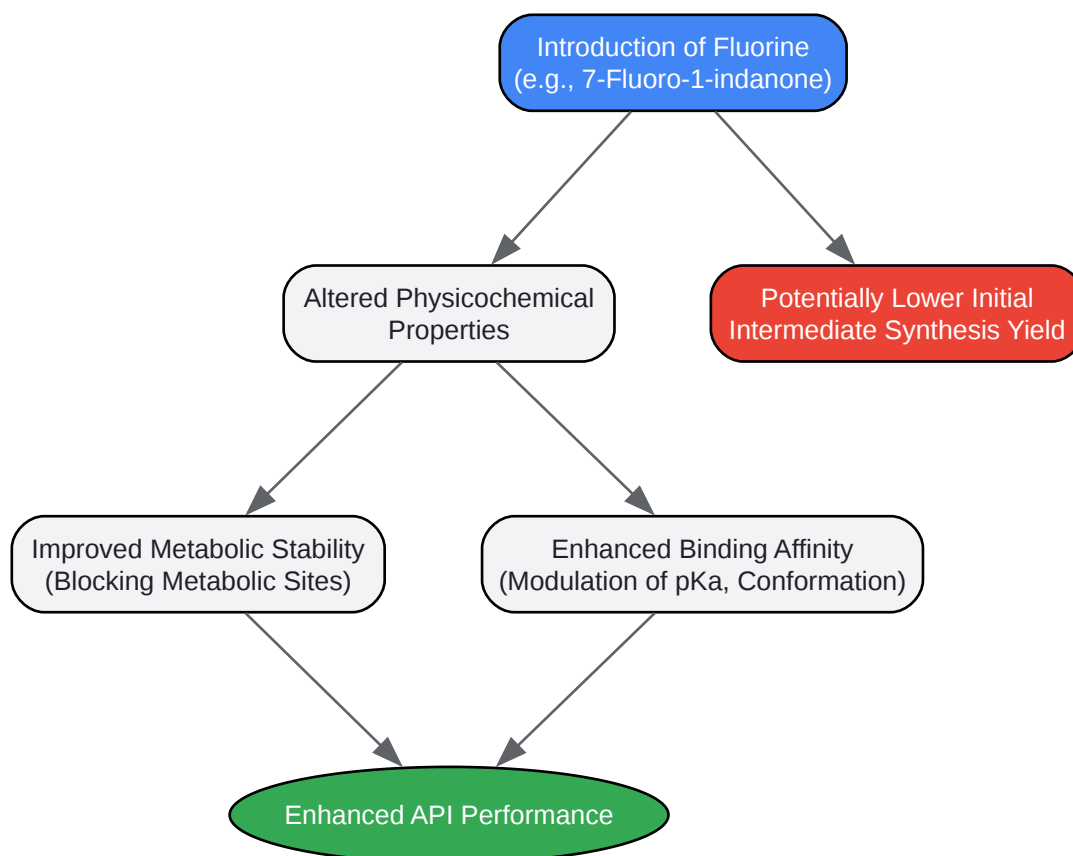 Introduction of Fluorine
(e.g., 7-Fluoro-1-indanone)
Altered Physicochemical
Properties
Potentially Lower Initial
Intermediate Synthesis Yield
Improved Metabolic Stability
(Blocking Metabolic Sites)
Enhanced Binding Affinity
(Modulation of pKa, Conformation)
Enhanced API Performance